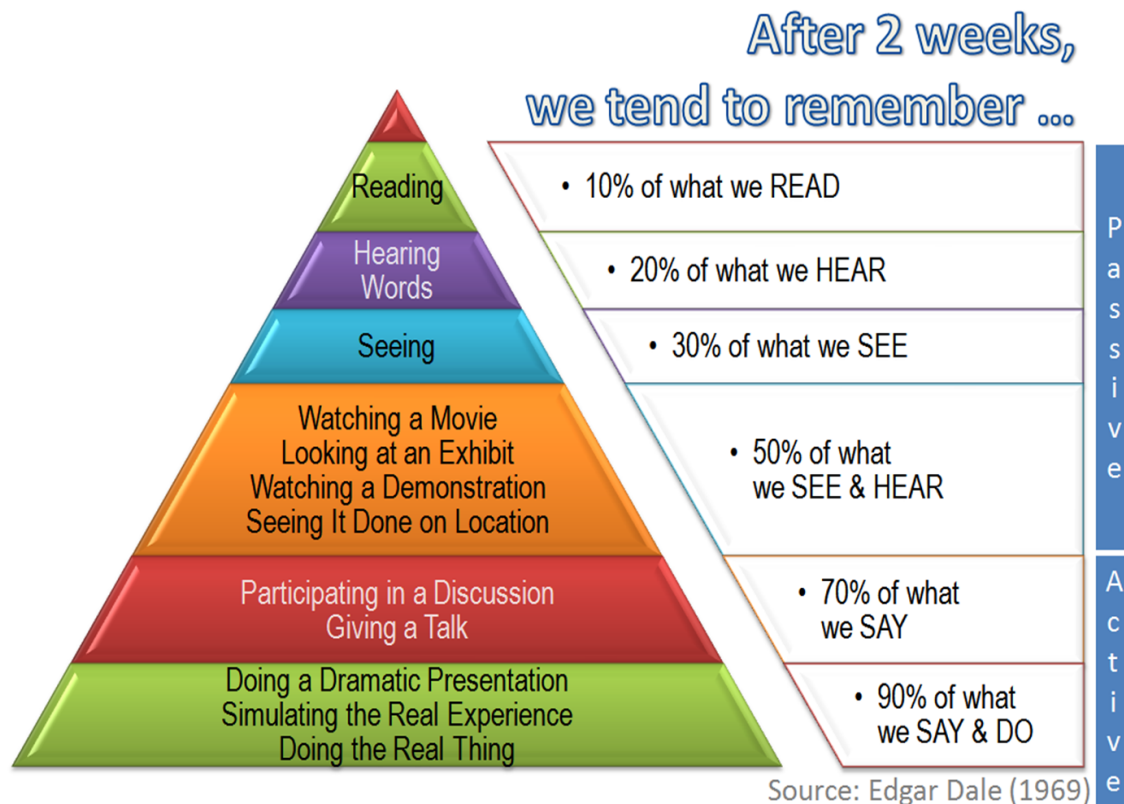 After 2 weeks,
we tend to remember ...
Reading
• 10% of what we READ
Hearing
Words
• 20% of what we HEAR
Seeing
• 30% of what we SEE
Watching a Movie
Looking at an Exhibit
Watching a Demonstration
Seeing It Done on Location
• 50% of what
we SEE & HEAR
Participating in a Discussion
Giving a Talk
• 70% of what
we SAY
Doing a Dramatic Presentation
Simulating the Real Experience
Doing the Real Thing
• 90% of what
we SAY & DO
Passive
Active
Source: Edgar Dale (1969)